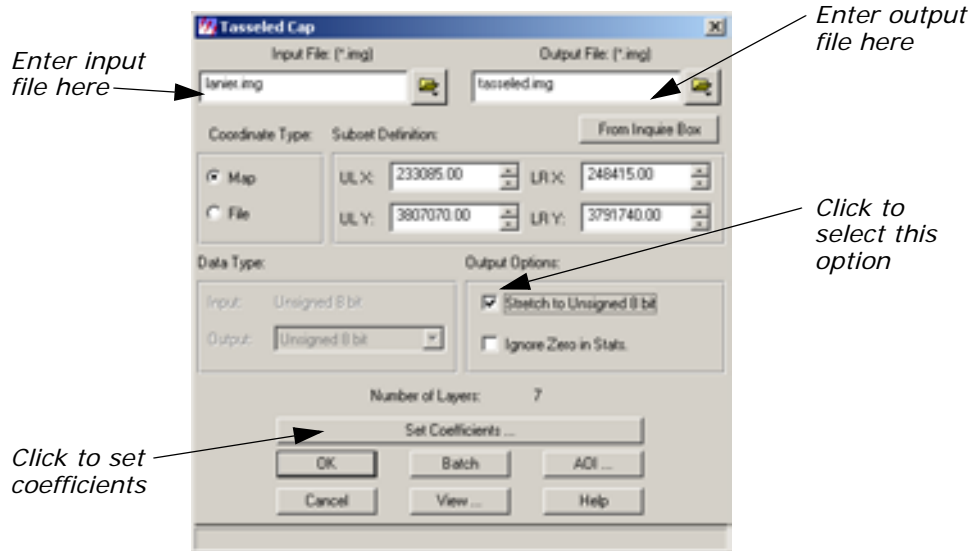 Tasseled Cap
Enter output
file here
Enter input
file here
Input File: (*.img)
Output File: (*.img)
lanier.img
tasseled.img
From Inquire Box
Coordinate Type:
Subset Definition:
Map
File
UL X:
233085.00
LR X:
248415.00
UL Y:
3807070.00
LR Y:
3791740.00
Click to
select this
option
Data Type:
Output Options:
Input:
Unsigned 8 bit
Output:
Unsigned 8 bit
Stretch to Unsigned 8 bit
Ignore Zero in Stats.
Number of Layers:
7
Set Coefficients ...
Click to set
coefficients
OK
Batch
AOI ...
Cancel
View ...
Help